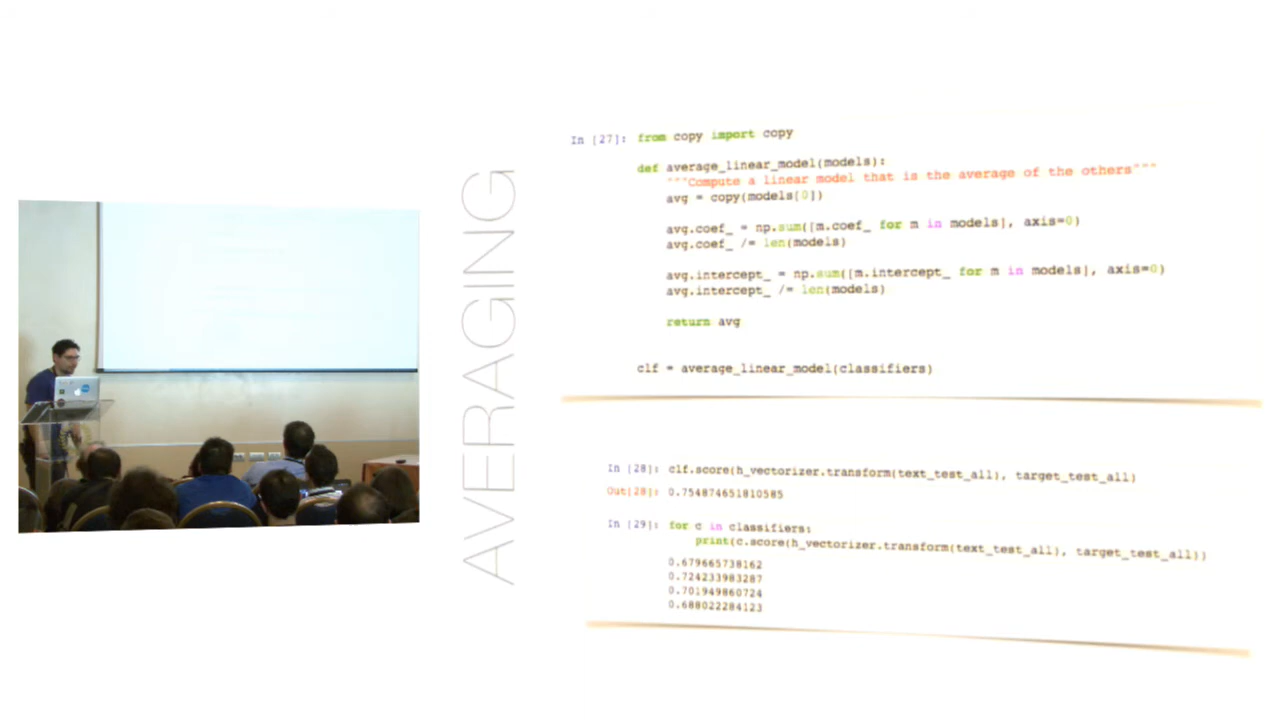 AVERAGING
In [27]: from copy import copy
def average_linear_model(models):
"""Compute a linear model that is the average of the others"""
avg = copy(models[0])
avg.coef_ = np.sum([m.coef_ for m in models], axis=0)
avg.coef_ /= len(models)
avg.intercept_ = np.sum([m.intercept_ for m in models], axis=0)
avg.intercept_ /= len(models)
return avg
clf = average_linear_model(classifiers)
In [28]: clf.score(h_vectorizer.transform(text_test_all), target_test_all)
Out[28]: 0.754874651810585
In [29]: for c in classifiers:
print(c.score(h_vectorizer.transform(text_test_all), target_test_all))
0.679665738162
0.724233983287
0.701949860724
0.688022284123